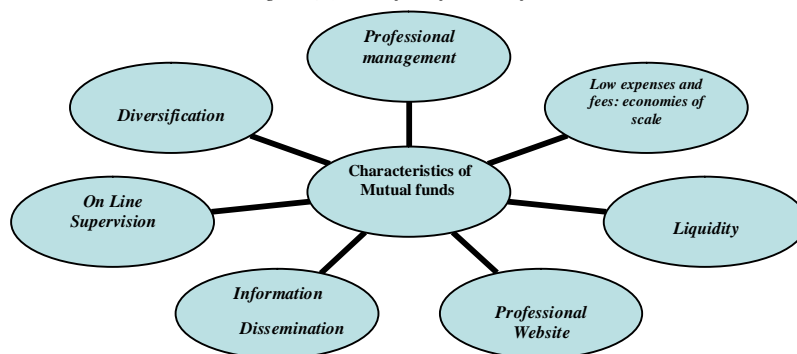 Professional
management
Low expenses and
fees: economies of
scale
Diversification
Characteristics of
Mutual funds
On Line
Supervision
Liquidity
Information
Dissemination
Professional
Website